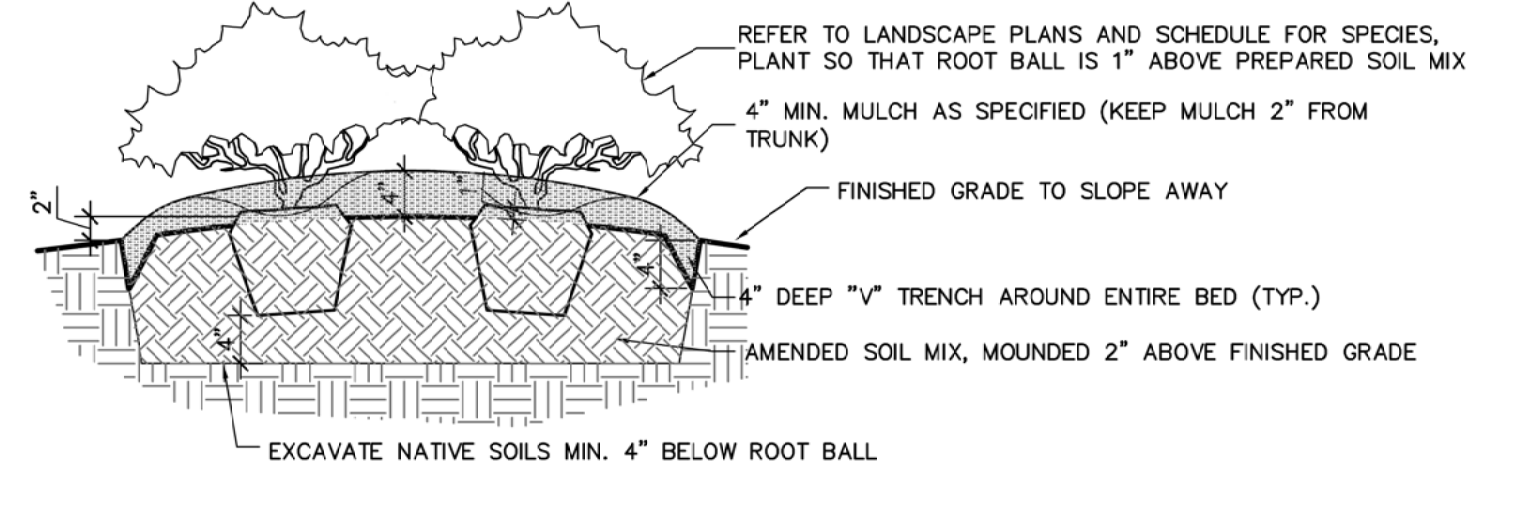 REFER TO LANDSCAPE PLANS AND SCHEDULE FOR SPECIES,
PLANT SO THAT ROOT BALL IS 1" ABOVE PREPARED SOIL MIX
4" MIN. MULCH AS SPECIFIED (KEEP MULCH 2" FROM
TRUNK)
FINISHED GRADE TO SLOPE AWAY
2"
4"
1"
4"
4" DEEP "V" TRENCH AROUND ENTIRE BED (TYP.)
4"
AMENDED SOIL MIX, MOUNDED 2" ABOVE FINISHED GRADE
EXCAVATE NATIVE SOILS MIN. 4" BELOW ROOT BALL